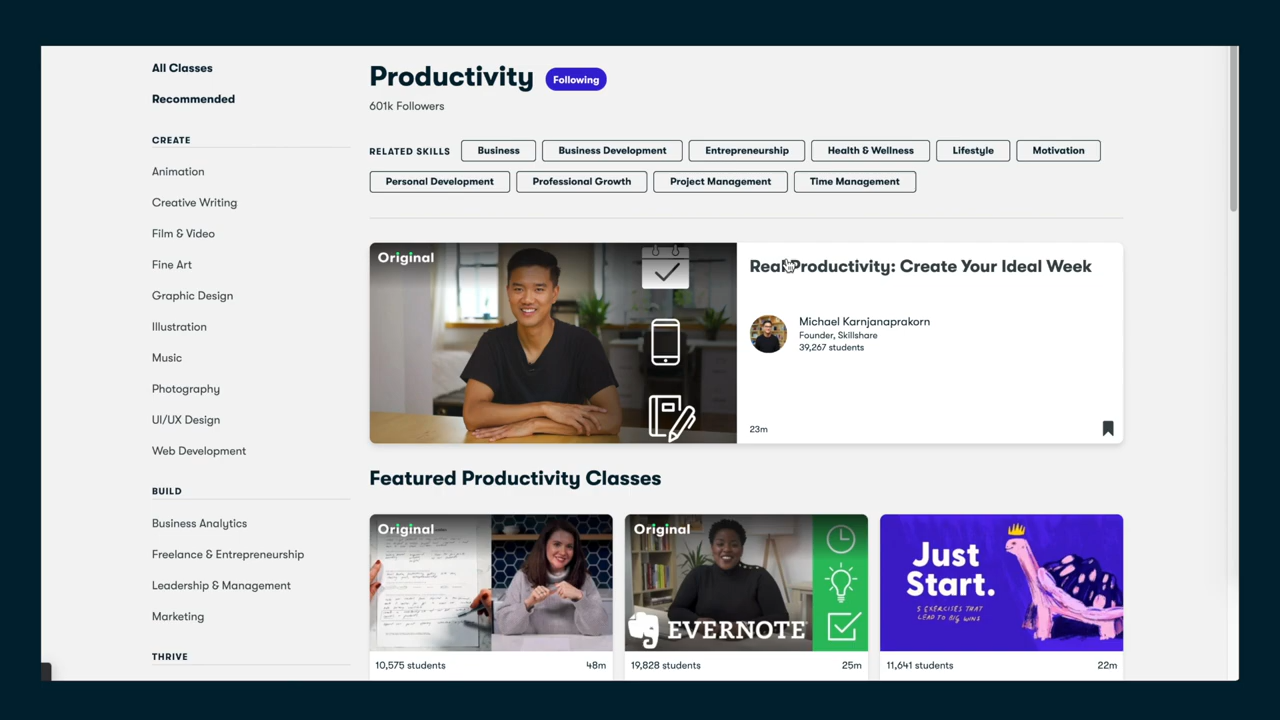 All Classes
Recommended
CREATE
Animation
Creative Writing
Film & Video
Fine Art
Graphic Design
Illustration
Music
Photography
UI/UX Design
Web Development
BUILD
Business Analytics
Freelance & Entrepreneurship
Leadership & Management
Marketing
THRIVE
Productivity Following
601k Followers
RELATED SKILLS Business Business Development Entrepreneurship Health & Wellness Lifestyle Motivation
Personal Development Professional Growth Project Management Time Management
Original
Real Productivity: Create Your Ideal Week
Michael Karnjanaprakorn
Founder, Skillshare
39,267 students
23m
Featured Productivity Classes
Original
10,575 students 48m
Original
EVERNOTE
19,828 students 25m
Just
Start.
5 EXERCISES THAT
LEAD TO BIG WINS
11,641 students 22m